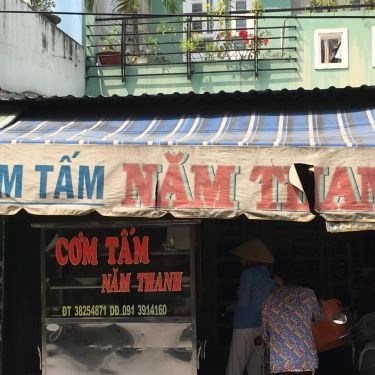 M TẤM NĂM THAN
CƠM TẤM
NĂM THANH
ĐT 38254871 DĐ.091 3914160